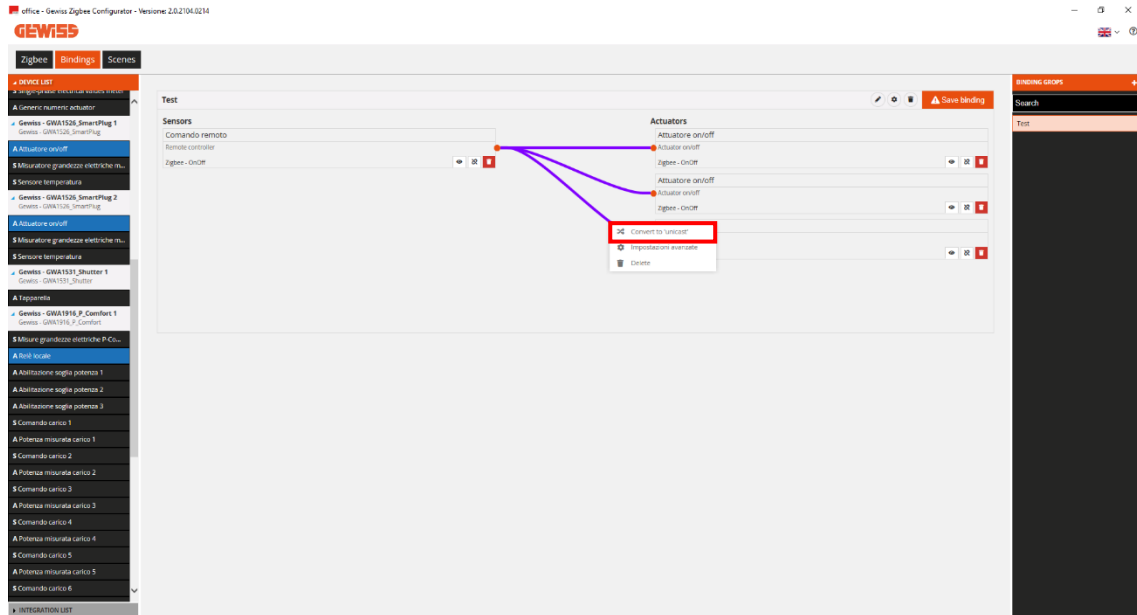 office - Gewiss Zigbee Configurator - Versione: 2.0.2104.0214
GEWISS
Zigbee Bindings Scenes
DEVICE LIST
A Generic numeric actuator
Gewiss - GWA1526_SmartPlug 1
Gewiss - GWA1526_SmartPlug
A Attuatore on/off
S Misuratore grandezze elettriche m...
S Sensore temperatura
Gewiss - GWA1526_SmartPlug 2
Gewiss - GWA1526_SmartPlug
A Attuatore on/off
S Misuratore grandezze elettriche m...
S Sensore temperatura
Gewiss - GWA1531_Shutter 1
Gewiss - GWA1531_Shutter
A Tapparella
Gewiss - GWA1916_P_Comfort 1
Gewiss - GWA1916_P_Comfort
S Misure grandezze elettriche P-Co...
A Relè locale
A Abilitazione soglia potenza 1
A Abilitazione soglia potenza 2
A Abilitazione soglia potenza 3
S Comando carico 1
A Potenza misurata carico 1
S Comando carico 2
A Potenza misurata carico 2
S Comando carico 3
A Potenza misurata carico 3
S Comando carico 4
A Potenza misurata carico 4
S Comando carico 5
A Potenza misurata carico 5
S Comando carico 6
INTEGRATION LIST
Test
Save binding
Sensors
Comando remoto
Remote controller
Zigbee - OnOff
Actuators
Attuatore on/off
Actuator on/off
Zigbee - OnOff
Attuatore on/off
Actuator on/off
Zigbee - OnOff
Convert to 'unicast'
Impostazioni avanzate
Delete
BINDING GROPS +
Search
Test